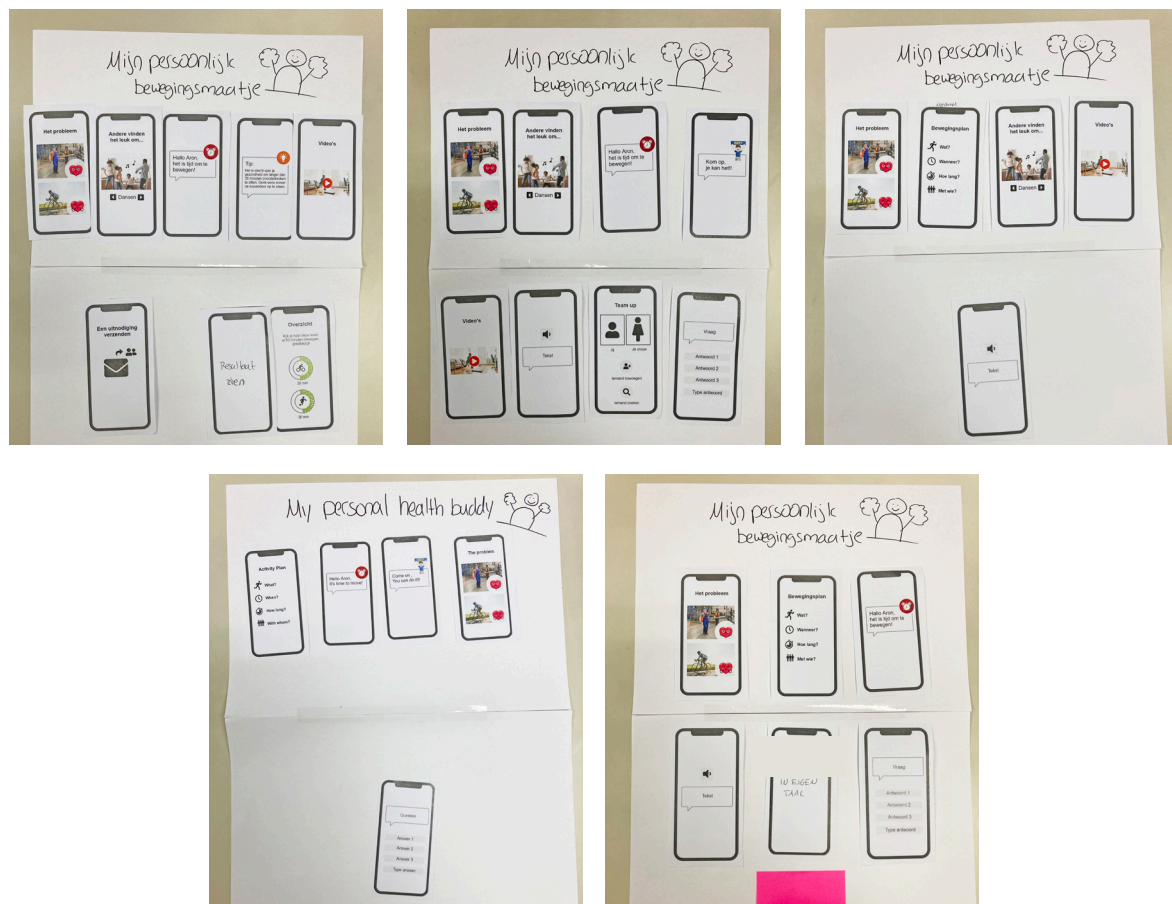 Mijn persoonlijk
bewegingsmaatje
Het probleem
Andere vinden
het leuk om...
Dansen
Hallo Aron,
het is tijd om te
bewegen!
Tip:
Video's
Een uitnodiging
verzenden
Resultaat
zien
Overzicht
Mijn persoonlijk
bewegingsmaatje
Het probleem
Andere vinden
het leuk om...
Dansen
Hallo Aron,
het is tijd om te
bewegen!
Kom op,
je kan het!!
Video's
Tekst
Team up
Jij
Je maatje
Iemand toevoegen
Iemand zoeken
Vraag
Antwoord 1
Antwoord 2
Antwoord 3
Type antwoord
Mijn persoonlijk
bewegingsmaatje
Het probleem
Bewegingsplan
Wat?
Wanneer?
Hoe lang?
Met wie?
Andere vinden
het leuk om...
Dansen
Video's
Tekst
My personal health buddy
Activity Plan
What?
When?
How long?
With whom?
Hello Aron,
it's time to move!
Come on,
You can do it!!
The problem
Question
Answer 1
Answer 2
Answer 3
Type answer
Mijn persoonlijk
bewegingsmaatje
Het probleem
Bewegingsplan
Wat?
Wanneer?
Hoe lang?
Met wie?
Hallo Aron,
het is tijd om te
bewegen!
Tekst
IN EIGEN
TAAL
Vraag
Antwoord 1
Antwoord 2
Antwoord 3
Type antwoord